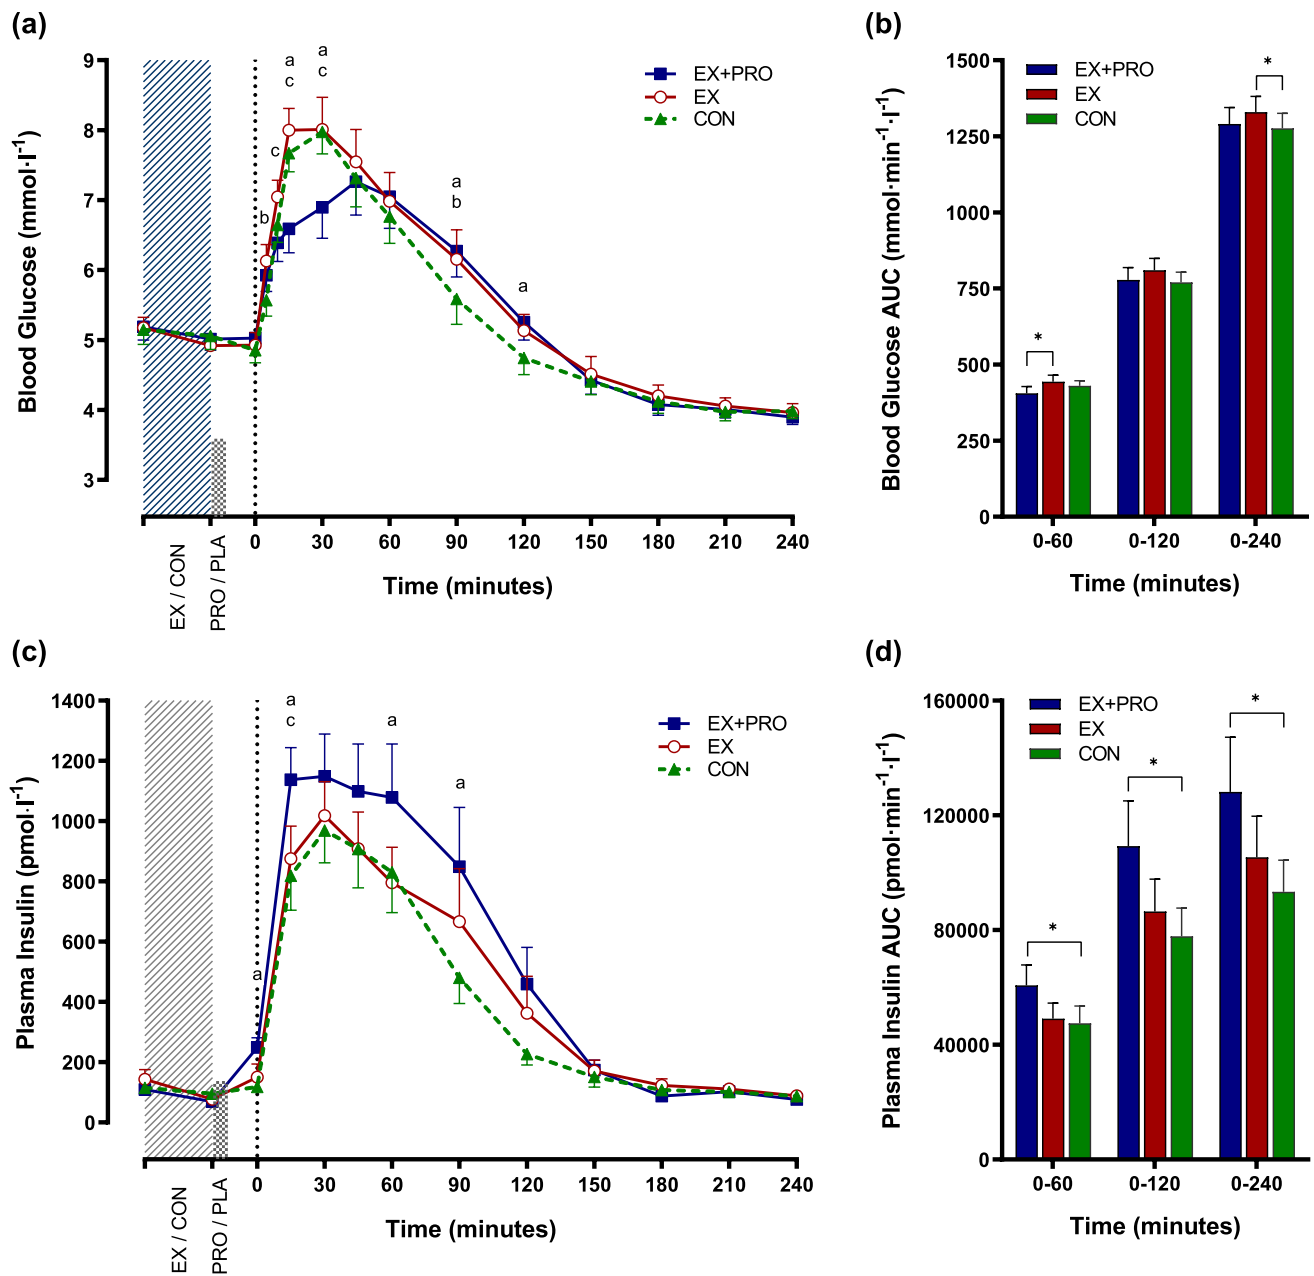 (a)
Blood Glucose (mmol·l⁻¹)
9
8
7
6
5
4
3
a
c
a
c
c
b
a
b
a
EX+PRO
EX
CON
0
30
60
90
120
150
180
210
240
EX / CON
PRO / PLA
Time (minutes)
(b)
Blood Glucose AUC (mmol·min⁻¹·l⁻¹)
1500
1250
1000
750
500
250
0
EX+PRO
EX
CON
*
*
0-60
0-120
0-240
Time (minutes)
(c)
Plasma Insulin (pmol·l⁻¹)
1400
1200
1000
800
600
400
200
0
a
c
a
a
a
EX+PRO
EX
CON
0
30
60
90
120
150
180
210
240
EX / CON
PRO / PLA
Time (minutes)
(d)
Plasma Insulin AUC (pmol·min⁻¹·l⁻¹)
160000
120000
80000
40000
0
EX+PRO
EX
CON
*
*
*
0-60
0-120
0-240
Time (minutes)